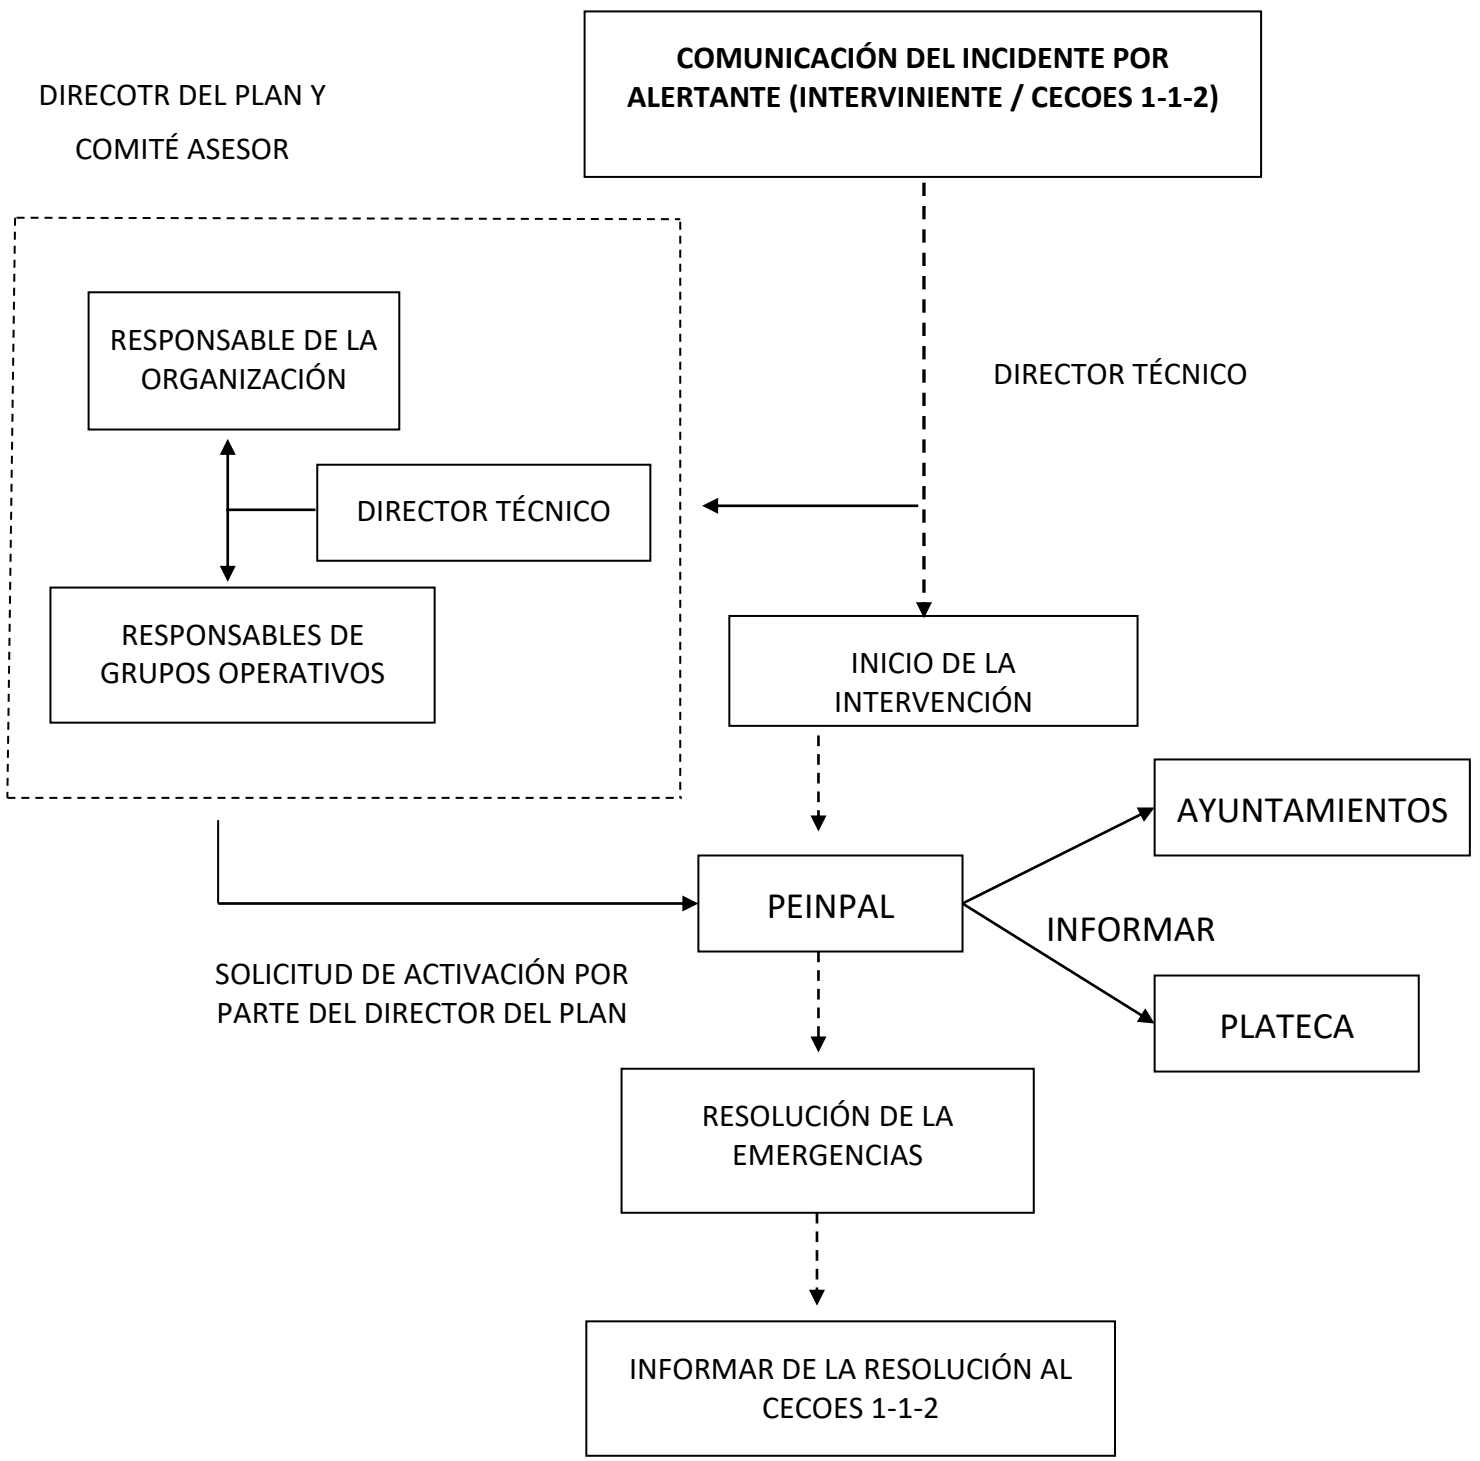 COMUNICACIÓN DEL INCIDENTE POR
ALERTANTE (INTERVINIENTE / CECOES 1-1-2)
DIRECOTR DEL PLAN Y
COMITÉ ASESOR
RESPONSABLE DE LA
ORGANIZACIÓN
DIRECTOR TÉCNICO
DIRECTOR TÉCNICO
RESPONSABLES DE
GRUPOS OPERATIVOS
INICIO DE LA
INTERVENCIÓN
AYUNTAMIENTOS
PEINPAL
INFORMAR
SOLICITUD DE ACTIVACIÓN POR
PARTE DEL DIRECTOR DEL PLAN
PLATECA
RESOLUCIÓN DE LA
EMERGENCIAS
INFORMAR DE LA RESOLUCIÓN AL
CECOES 1-1-2